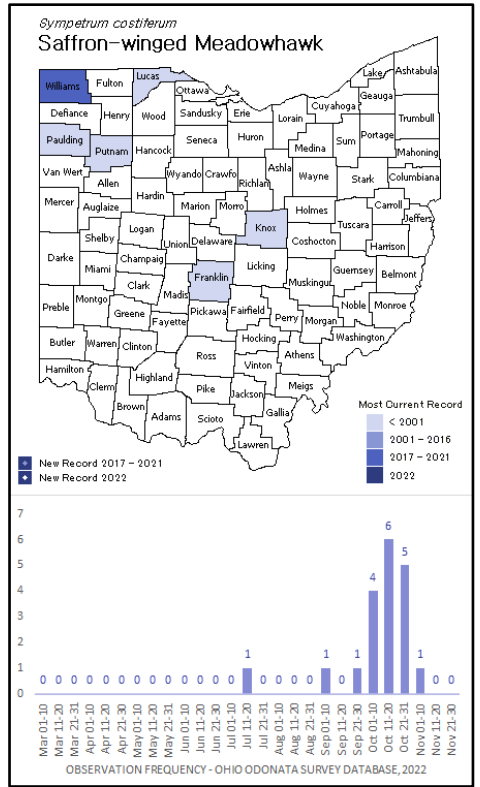 Sympetrum costiferum
Saffron-winged Meadowhawk
Williams
Fulton
Lucas
Ottawa
Lake
Ashtabula
Geauga
Cuyahoga
Defiance
Henry
Wood
Sandusky
Erie
Lorain
Trumbull
Paulding
Putnam
Hancock
Seneca
Huron
Medina
Sum
Portage
Mahoning
Van Wert
Allen
Wyando
Crawfo
Richlan
Ashla
Wayne
Stark
Columbiana
Mercer
Auglaize
Hardin
Marion
Morro
Holmes
Carroll
Jeffers
Tuscara
Shelby
Logan
Union
Delaware
Knox
Coshocton
Harrison
Darke
Miami
Champaig
Franklin
Licking
Guernsey
Belmont
Clark
Madis
Muskingu
Preble
Montgo
Greene
Pickawa
Fairfield
Perry
Morgan
Noble
Monroe
Fayette
Washington
Butler
Warren
Clinton
Ross
Hocking
Athens
Hamilton
Clerm
Highland
Vinton
Meigs
Brown
Adams
Pike
Jackson
Scioto
Gallia
Lawren
Most Current Record
< 2001
2001 - 2016
2017 - 2021
2022
New Record 2017 - 2021
New Record 2022
7
6
5
4
3
2
1
0
0 0 0 0 0 0 0 0 0 0 0 0 0 1 0 0 0 0 1 0 1 4 6 5 1 0 0
Mar 01-10
Mar 11-20
Mar 21-31
Apr 01-10
Apr 11-20
Apr 21-30
May 01-10
May 11-20
May 21-31
Jun 01-10
Jun 11-20
Jun 21-30
Jul 01-10
Jul 11-20
Jul 21-31
Aug 01-10
Aug 11-20
Aug 21-31
Sep 01-10
Sep 11-20
Sep 21-30
Oct 01-10
Oct 11-20
Oct 21-31
Nov 01-10
Nov 11-20
Nov 21-30
OBSERVATION FREQUENCY - OHIO ODONATA SURVEY DATABASE, 2022